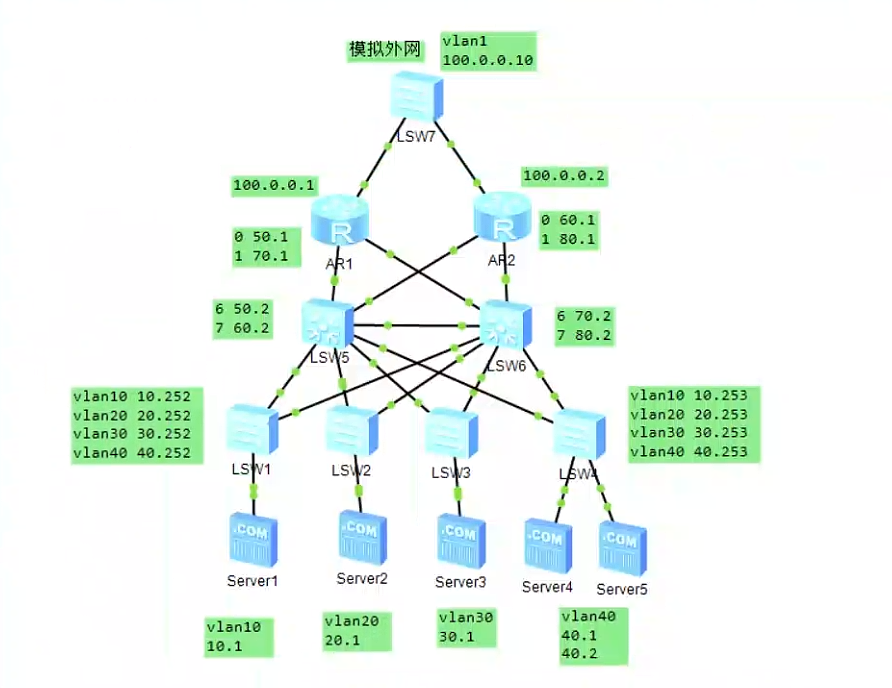 模拟外网
vlan1
100.0.0.10
LSW7
100.0.0.1
100.0.0.2
R
R
0 50.1
1 70.1
0 60.1
1 80.1
AR1
AR2
6 50.2
7 60.2
6 70.2
7 80.2
LSW5
LSW6
vlan10 10.252
vlan20 20.252
vlan30 30.252
vlan40 40.252
vlan10 10.253
vlan20 20.253
vlan30 30.253
vlan40 40.253
LSW1
LSW2
LSW3
LSW4
.COM
.COM
.COM
.COM
.COM
Server1
Server2
Server3
Server4
Server5
vlan10
10.1
vlan20
20.1
vlan30
30.1
vlan40
40.1
40.2